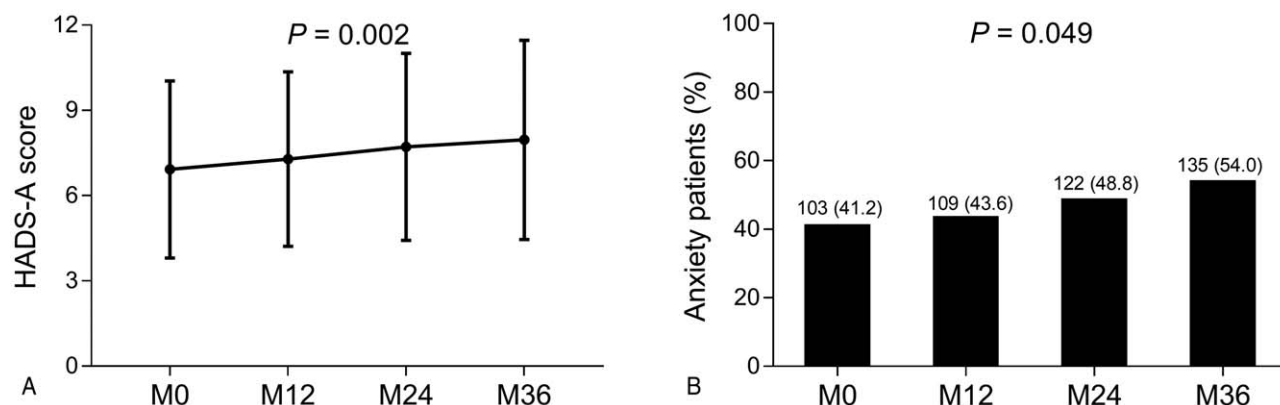 P = 0.002
HADS-A score
12
9
6
3
0
M0 M12 M24 M36
A
P = 0.049
Anxiety patients (%)
100
80
60
40
20
0
103 (41.2)
109 (43.6)
122 (48.8)
135 (54.0)
M0 M12 M24 M36
B